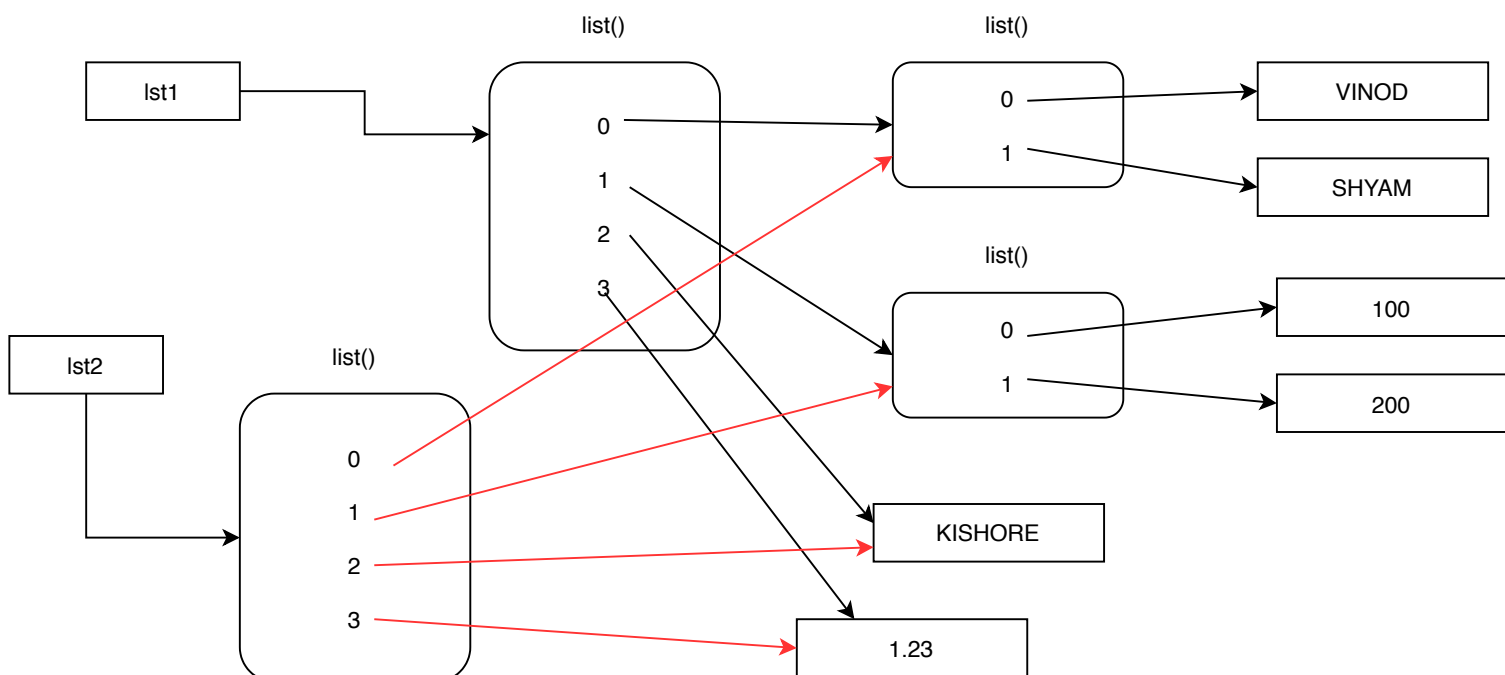 list()
list()
lst1
0
1
2
3
0
1
VINOD
SHYAM
list()
0
1
100
200
lst2
list()
0
1
2
3
KISHORE
1.23